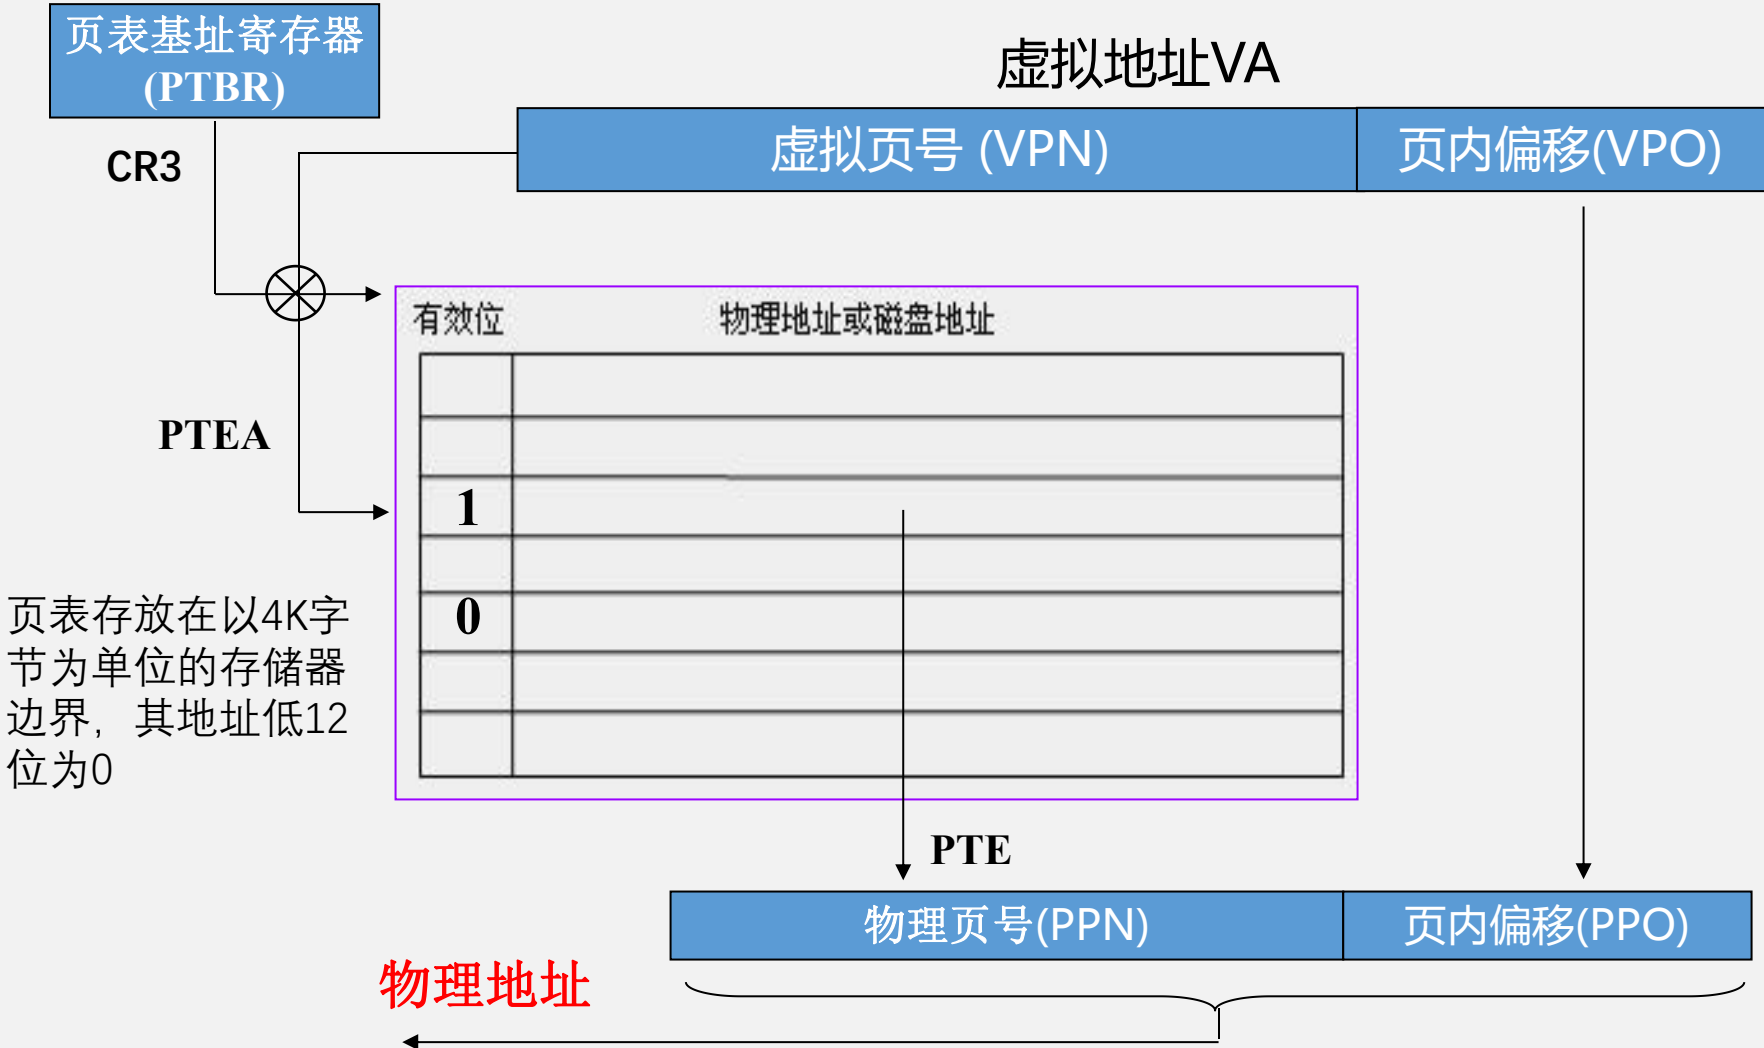 页表基址寄存器
(PTBR)
虚拟地址VA
CR3
虚拟页号 (VPN)
页内偏移(VPO)
有效位
物理地址或磁盘地址
PTEA
1
0
页表存放在以4K字
节为单位的存储器
边界，其地址低12
位为0
PTE
物理页号(PPN)
页内偏移(PPO)
物理地址